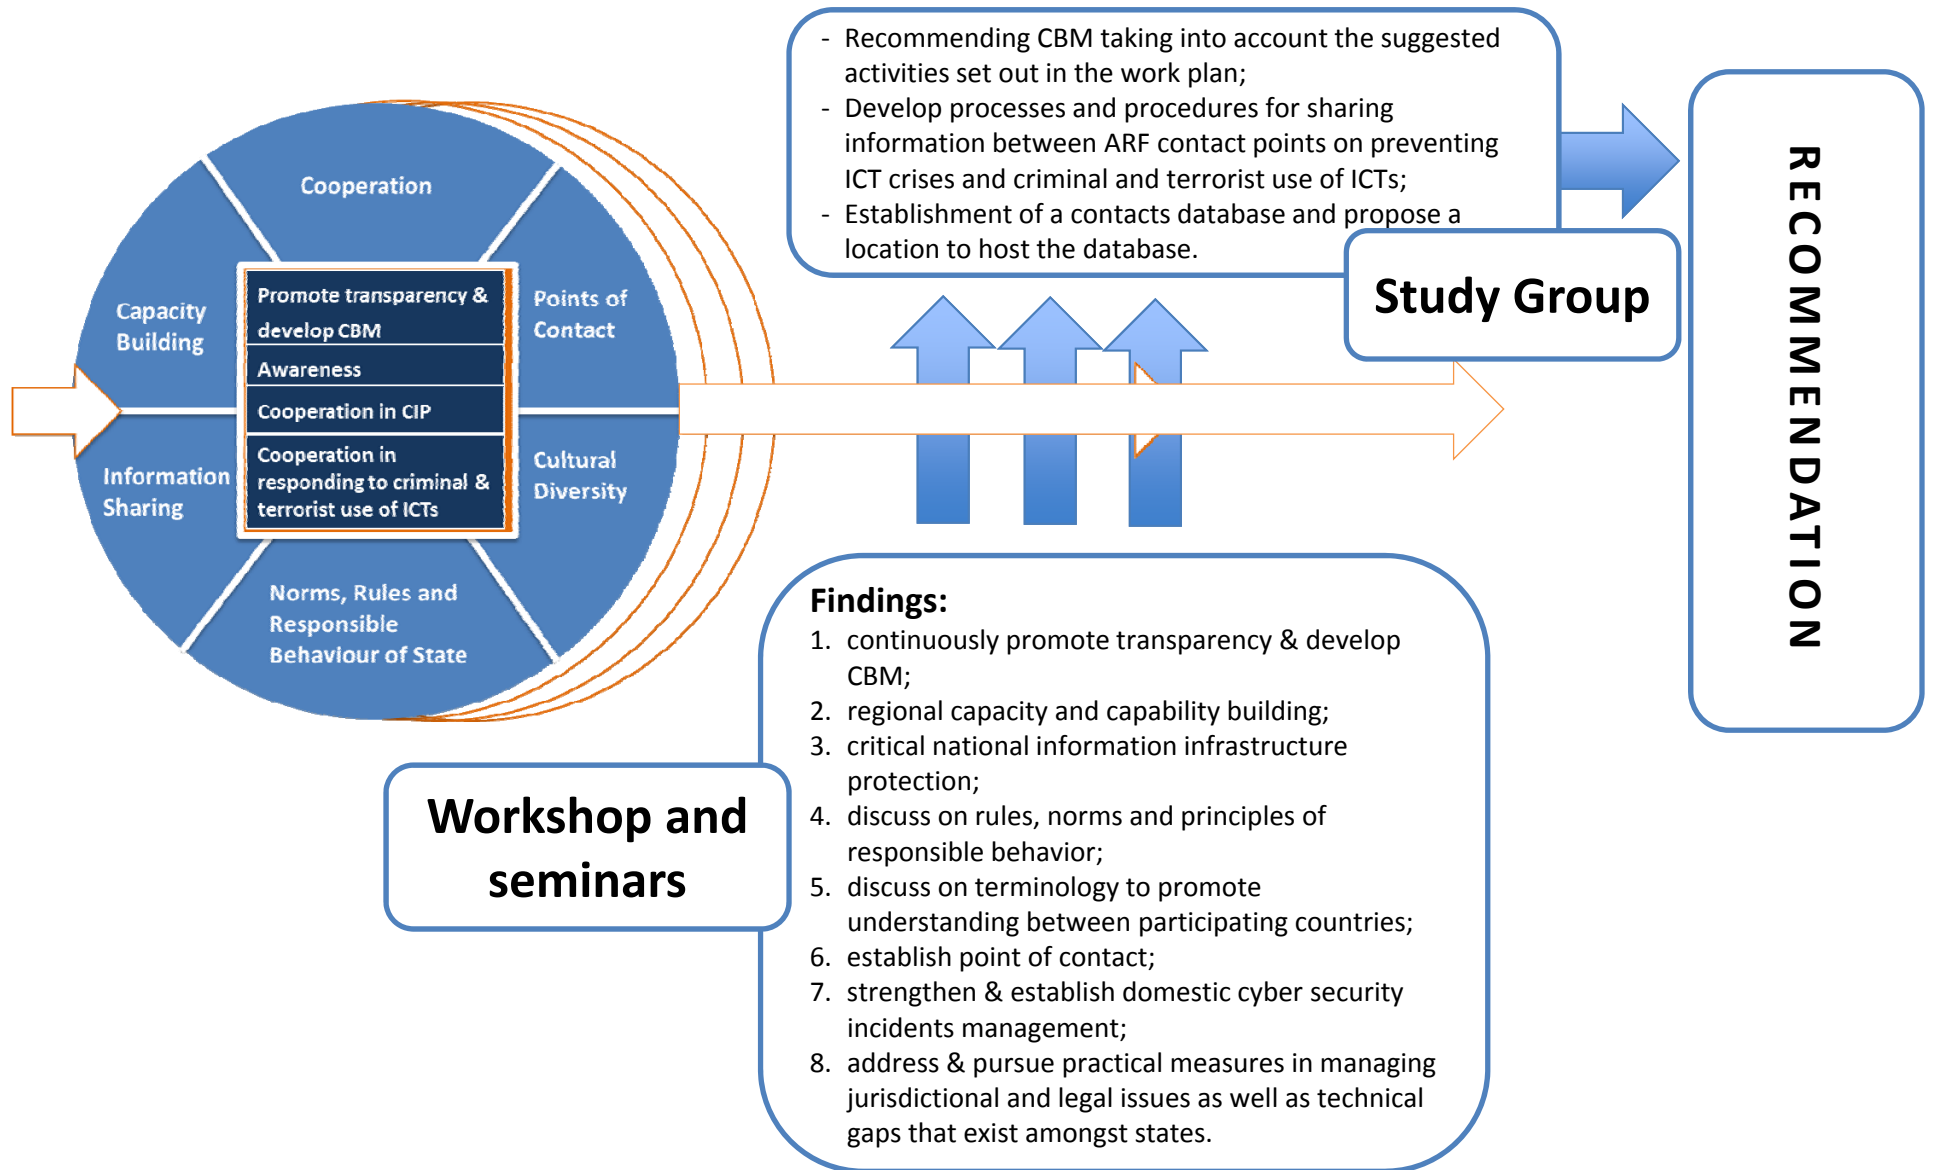 - Recommending CBM taking into account the suggested
activities set out in the work plan;
- Develop processes and procedures for sharing
information between ARF contact points on preventing
ICT crises and criminal and terrorist use of ICTs;
- Establishment of a contacts database and propose a
location to host the database.
Study Group
RECOMMENDATION
Cooperation
Points of
Contact
Cultural
Diversity
Norms, Rules and
Responsible
Behaviour of State
Information
Sharing
Capacity
Building
Promote transparency &
develop CBM
Awareness
Cooperation in CIP
Cooperation in
responding to criminal &
terrorist use of ICTs
Workshop and
seminars
Findings:
1. continuously promote transparency & develop
CBM;
2. regional capacity and capability building;
3. critical national information infrastructure
protection;
4. discuss on rules, norms and principles of
responsible behavior;
5. discuss on terminology to promote
understanding between participating countries;
6. establish point of contact;
7. strengthen & establish domestic cyber security
incidents management;
8. address & pursue practical measures in managing
jurisdictional and legal issues as well as technical
gaps that exist amongst states.